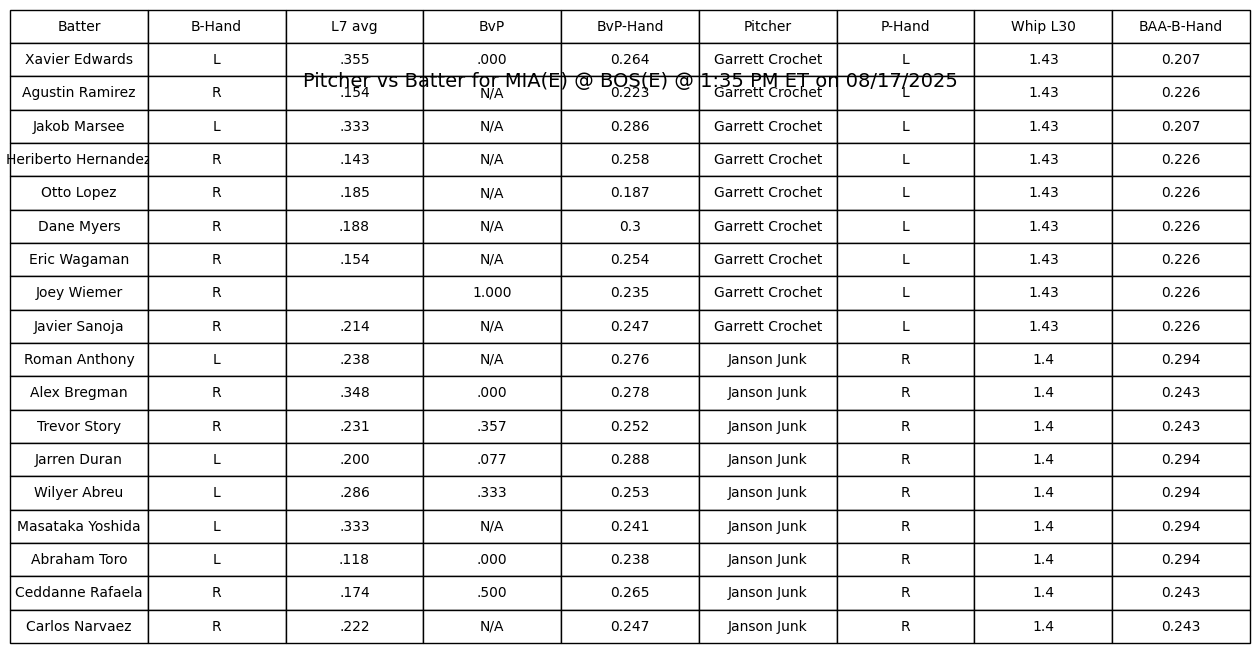 Batter B-Hand L7 avg BvP BvP-Hand Pitcher P-Hand Whip L30 BAA-B-Hand
Xavier Edwards L .355 .000 0.264 Garrett Crochet L 1.43 0.207
Pitcher vs Batter for MIA(E) @ BOS(E) @ 1:35 PM ET on 08/17/2025
Agustin Ramirez R .154 N/A 0.223 Garrett Crochet L 1.43 0.226
Jakob Marsee L .333 N/A 0.286 Garrett Crochet L 1.43 0.207
Heriberto Hernandez R .143 N/A 0.258 Garrett Crochet L 1.43 0.226
Otto Lopez R .185 N/A 0.187 Garrett Crochet L 1.43 0.226
Dane Myers R .188 N/A 0.3 Garrett Crochet L 1.43 0.226
Eric Wagaman R .154 N/A 0.254 Garrett Crochet L 1.43 0.226
Joey Wiemer R 1.000 0.235 Garrett Crochet L 1.43 0.226
Javier Sanoja R .214 N/A 0.247 Garrett Crochet L 1.43 0.226
Roman Anthony L .238 N/A 0.276 Janson Junk R 1.4 0.294
Alex Bregman R .348 .000 0.278 Janson Junk R 1.4 0.243
Trevor Story R .231 .357 0.252 Janson Junk R 1.4 0.243
Jarren Duran L .200 .077 0.288 Janson Junk R 1.4 0.294
Wilyer Abreu L .286 .333 0.253 Janson Junk R 1.4 0.294
Masataka Yoshida L .333 N/A 0.241 Janson Junk R 1.4 0.294
Abraham Toro L .118 .000 0.238 Janson Junk R 1.4 0.294
Ceddanne Rafaela R .174 .500 0.265 Janson Junk R 1.4 0.243
Carlos Narvaez R .222 N/A 0.247 Janson Junk R 1.4 0.243